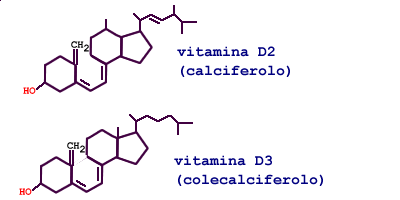 CH2
vitamina D2
(calciferolo)
HO
CH2
vitamina D3
(colecalciferolo)
HO